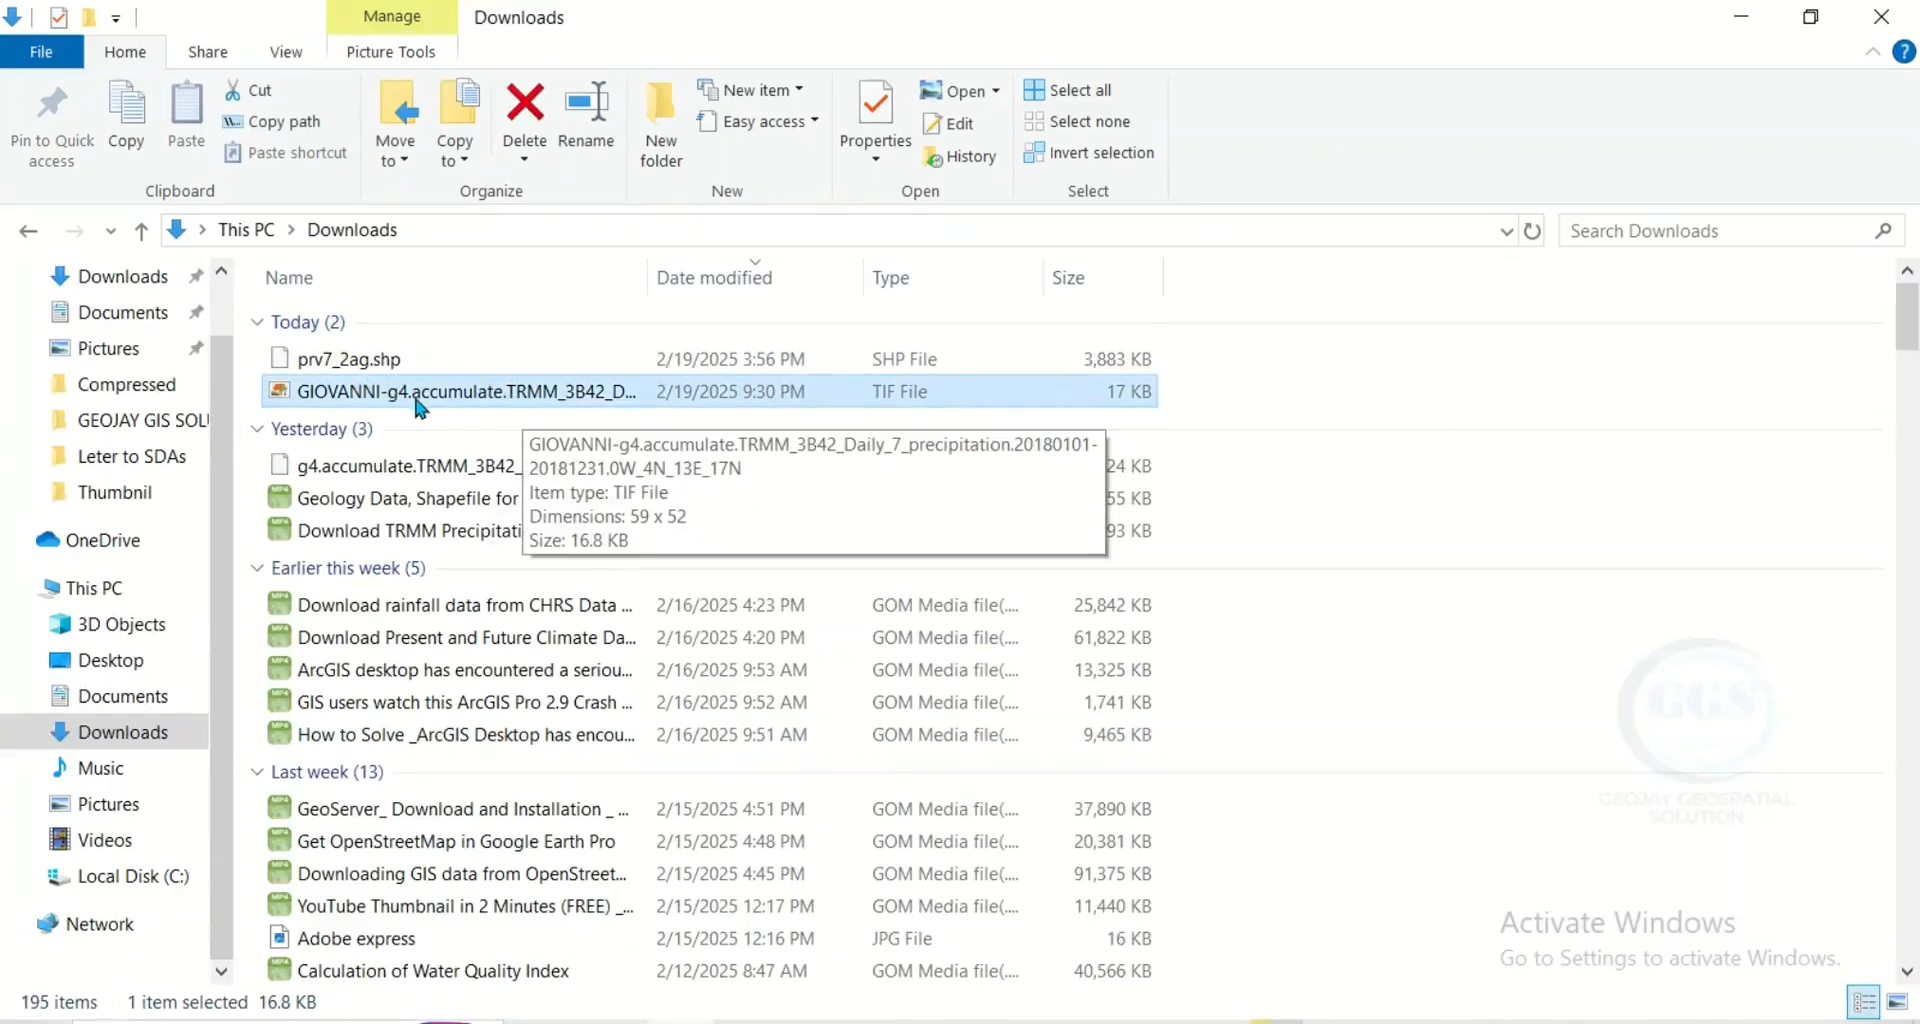 Manage
Downloads
File
Home
Share
View
Picture Tools
Pin to Quick access
Copy
Paste
Cut
Copy path
Paste shortcut
Clipboard
Move to
Copy to
Delete
Rename
Organize
New folder
New item
Easy access
New
Properties
Open
Edit
History
Open
Select all
Select none
Invert selection
Select
This PC > Downloads
Search Downloads
Downloads
Documents
Pictures
Compressed
GEOJAY GIS SOLU
Leter to SDAs
Thumbnil
OneDrive
This PC
3D Objects
Desktop
Documents
Downloads
Music
Pictures
Videos
Local Disk (C:)
Network
Name Date modified Type Size
Today (2)
prv7_2ag.shp 2/19/2025 3:56 PM SHP File 3,883 KB
GIOVANNI-g4.accumulate.TRMM_3B42_D... 2/19/2025 9:30 PM TIF File 17 KB
Yesterday (3)
g4.accumulate.TRMM_3B42_ 24 KB
Geology Data, Shapefile for 55 KB
Download TRMM Precipitati 93 KB
GIOVANNI-g4.accumulate.TRMM_3B42_Daily_7_precipitation.20180101-
20181231.0W_4N_13E_17N
Item type: TIF File
Dimensions: 59 x 52
Size: 16.8 KB
Earlier this week (5)
Download rainfall data from CHRS Data ... 2/16/2025 4:23 PM GOM Media file(.... 25,842 KB
Download Present and Future Climate Da... 2/16/2025 4:20 PM GOM Media file(.... 61,822 KB
ArcGIS desktop has encountered a seriou... 2/16/2025 9:53 AM GOM Media file(.... 13,325 KB
GIS users watch this ArcGIS Pro 2.9 Crash ... 2/16/2025 9:52 AM GOM Media file(.... 1,741 KB
How to Solve _ArcGIS Desktop has encou... 2/16/2025 9:51 AM GOM Media file(.... 9,465 KB
Last week (13)
GeoServer_ Download and Installation _ ... 2/15/2025 4:51 PM GOM Media file(.... 37,890 KB
Get OpenStreetMap in Google Earth Pro 2/15/2025 4:48 PM GOM Media file(.... 20,381 KB
Downloading GIS data from OpenStreet... 2/15/2025 4:45 PM GOM Media file(.... 91,375 KB
YouTube Thumbnail in 2 Minutes (FREE) _... 2/15/2025 12:17 PM GOM Media file(.... 11,440 KB
Adobe express 2/15/2025 12:16 PM JPG File 16 KB
Calculation of Water Quality Index 2/12/2025 8:47 AM GOM Media file(.... 40,566 KB
GGS
GEOJAY GEOSPATIAL
SOLUTION
Activate Windows
Go to Settings to activate Windows.
195 items 1 item selected 16.8 KB